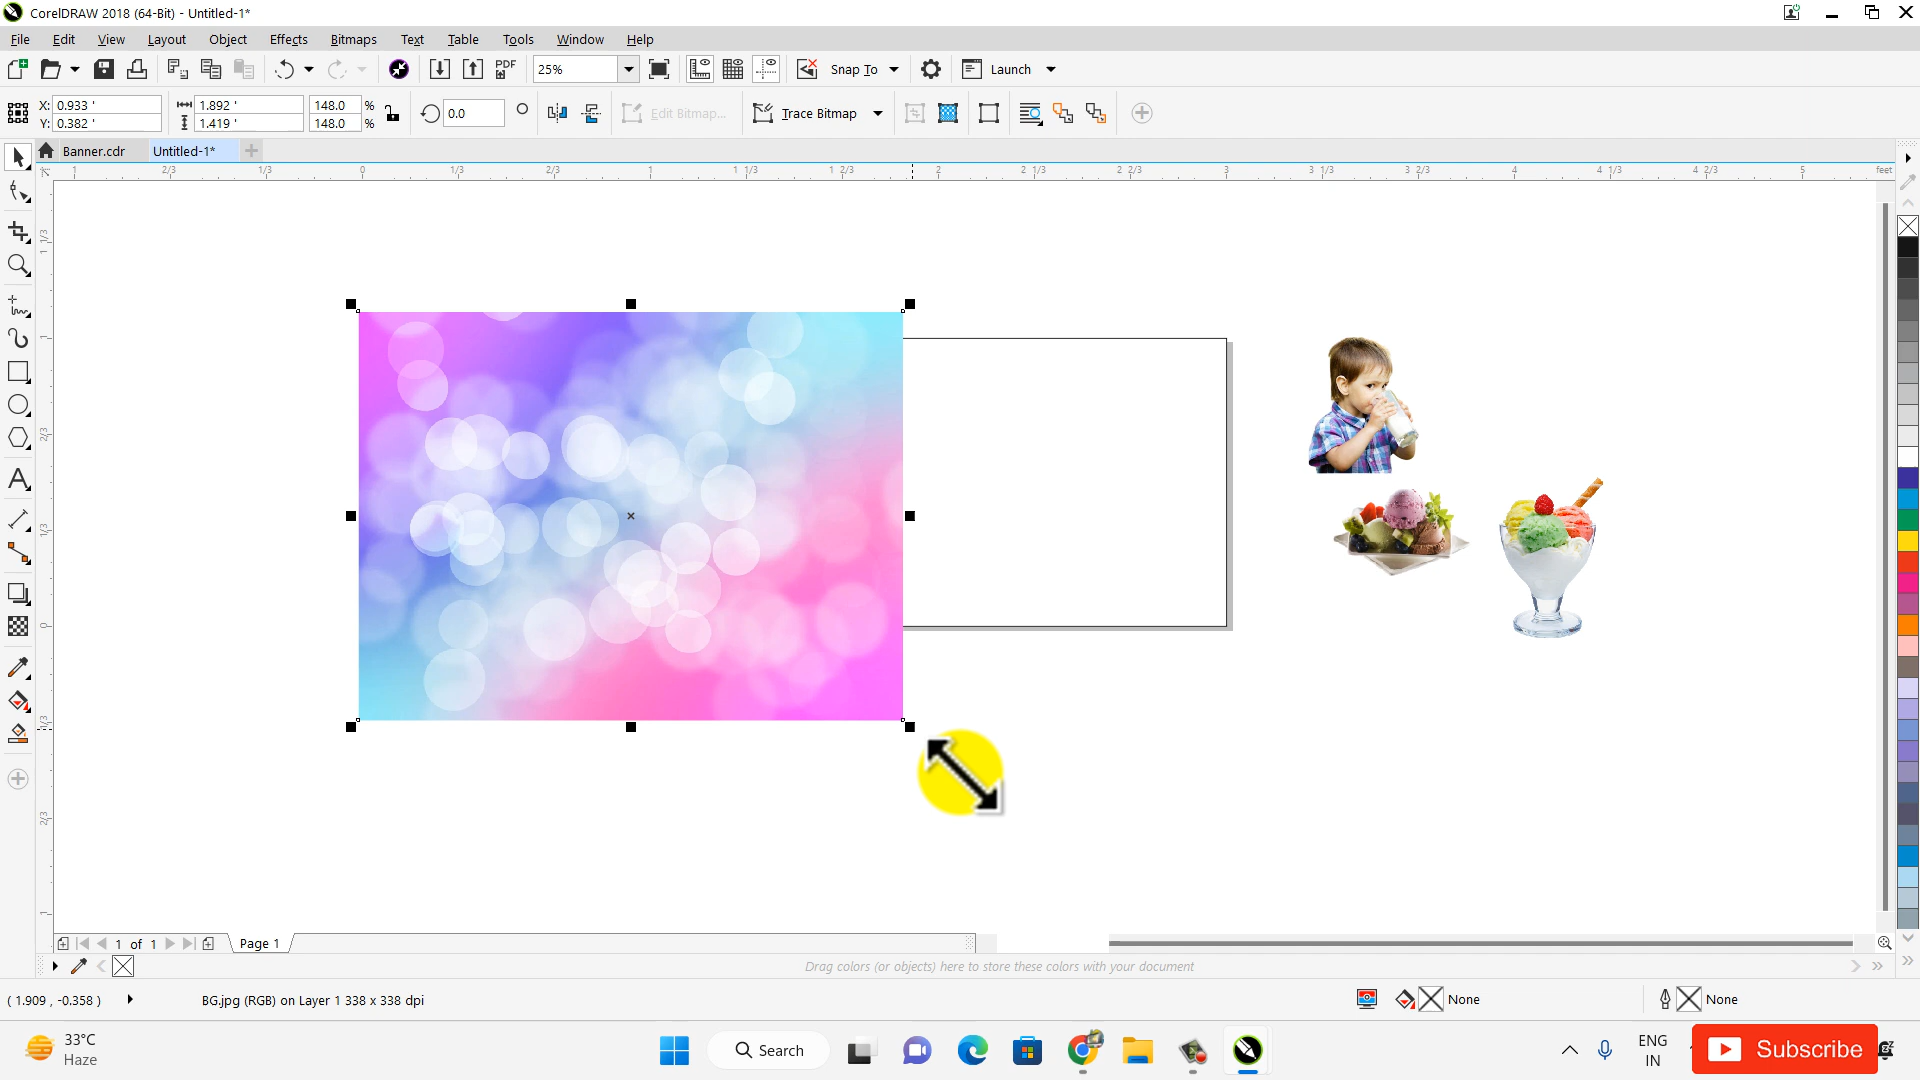 CorelDRAW 2018 (64-Bit) - Untitled-1*
File Edit View Layout Object Effects Bitmaps Text Table Tools Window Help
PDF 25% Snap To Launch
X: 0.933 ' 1.892 ' 148.0 % 0.0 Edit Bitmap... Trace Bitmap
Y: 0.382 ' 1.419 ' 148.0 %
Banner.cdr Untitled-1*
1 2/3 1/3 0 1/3 2/3 1 1 1/3 1 2/3 2 2 1/3 2 2/3 3 3 1/3 3 2/3 4 4 1/3 4 2/3 5 feet
1 of 1 Page 1
Drag colors (or objects) here to store these colors with your document
( 1.909 , -0.358 ) BG.jpg (RGB) on Layer 1 338 x 338 dpi None None
33°C
Haze
Search
ENG
IN
Subscribe